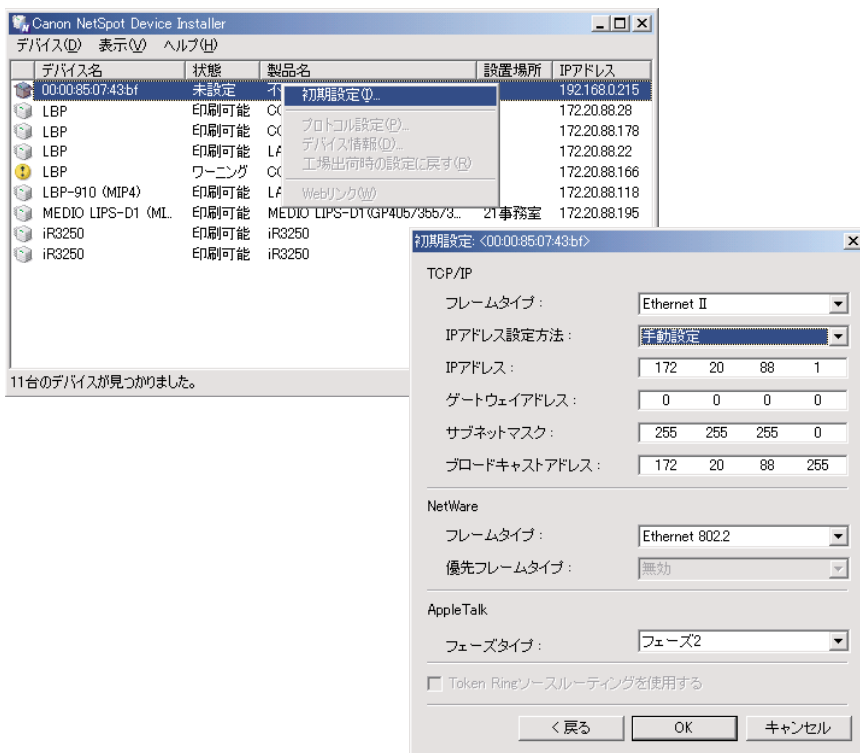 Canon NetSpot Device Installer
デバイス(D) 表示(V) ヘルプ(H)
デバイス名 状態 製品名 設置場所 IPアドレス
00:00:85:07:43:bf 未設定 不 192.168.0.215
LBP 印刷可能 CO 172.20.88.28
LBP 印刷可能 CO 172.20.88.178
LBP 印刷可能 LA 172.20.88.22
LBP ワーニング CO 172.20.88.166
LBP-910 (MIP4) 印刷可能 LA 172.20.88.118
MEDIO LIPS-D1 (MI... 印刷可能 MEDIO LIPS-D1(GP405/355/3... 21事務室 172.20.88.195
iR3250 印刷可能 iR3250
iR3250 印刷可能 iR3250
初期設定(I)...
プロトコル設定(P)...
デバイス情報(D)...
工場出荷時の設定に戻す(R)
Webリンク(W)
11台のデバイスが見つかりました。
初期設定: <00:00:85:07:43:bf>
TCP/IP
フレームタイプ : Ethernet II
IPアドレス設定方法 : 手動設定
IPアドレス : 172 20 88 1
ゲートウェイアドレス : 0 0 0 0
サブネットマスク : 255 255 255 0
ブロードキャストアドレス : 172 20 88 255
NetWare
フレームタイプ : Ethernet 802.2
優先フレームタイプ : 無効
AppleTalk
フェーズタイプ : フェーズ2
Token Ringソースルーティングを使用する
< 戻る OK キャンセル